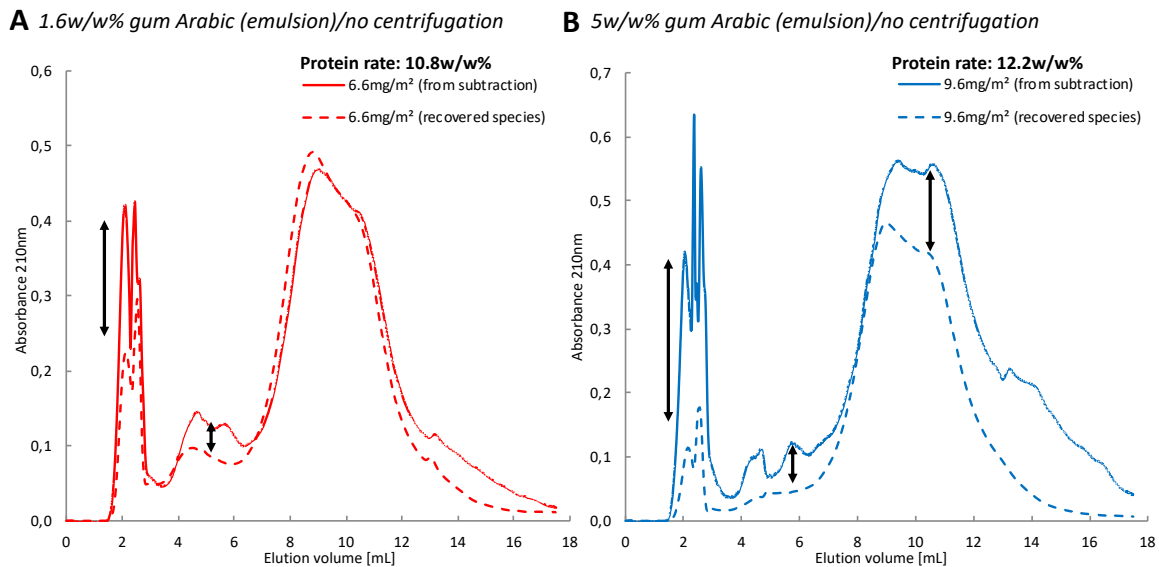 A 1.6w/w% gum Arabic (emulsion)/no centrifugation
Protein rate: 10.8w/w%
6.6mg/m² (from subtraction)
6.6mg/m² (recovered species)
0,6
0,5
0,4
0,3
0,2
0,1
0,0
Absorbance 210nm
0 2 4 6 8 10 12 14 16 18
Elution volume [mL]
B 5w/w% gum Arabic (emulsion)/no centrifugation
Protein rate: 12.2w/w%
9.6mg/m² (from subtraction)
9.6mg/m² (recovered species)
0,7
0,6
0,5
0,4
0,3
0,2
0,1
0,0
Absorbance 210nm
0 2 4 6 8 10 12 14 16 18
Elution volume [mL]